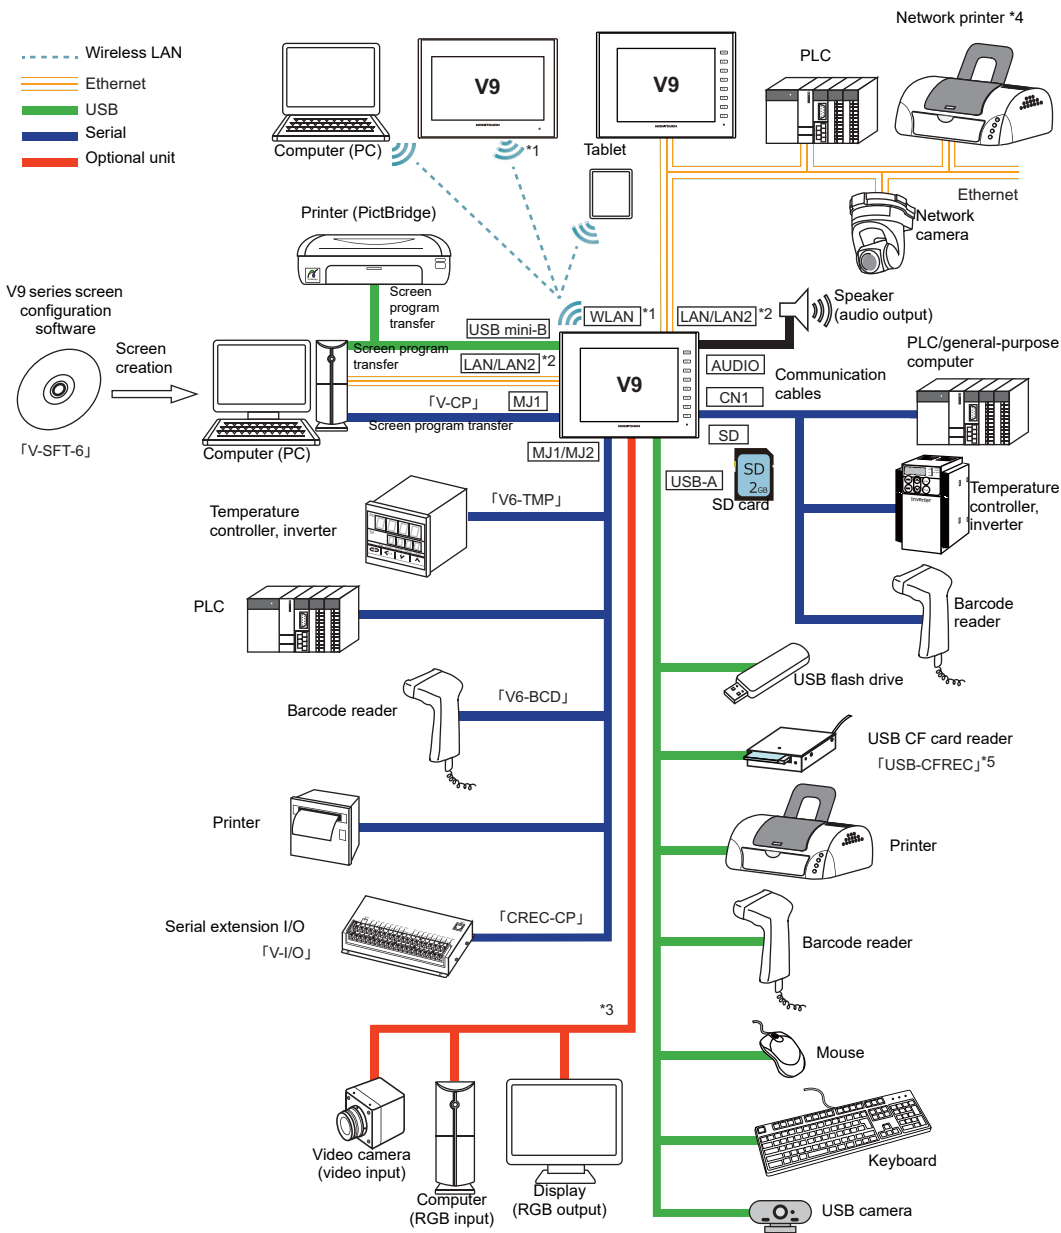 Network printer *4
Wireless LAN
Ethernet
USB
Serial
Optional unit
V9
MONITOUCH
V9
MONITOUCH
PLC
Computer (PC)
*1
Tablet
Ethernet
Network
camera
Printer (PictBridge)
V9 series screen
configuration
software
Screen
creation
「V-SFT-6」
Screen
program
transfer
USB mini-B
WLAN
*1
LAN/LAN2
*2
Speaker
(audio output)
Screen program
transfer
LAN/LAN2
*2
「V-CP」
MJ1
Screen program transfer
Computer (PC)
V9
MONITOUCH
AUDIO
CN1
Communication
cables
PLC/general-purpose
computer
MJ1/MJ2
SD
USB-A
SD
2GB
SD card
Inverter
Temperature
controller,
inverter
Temperature
controller, inverter
「V6-TMP」
PLC
Barcode
reader
USB flash drive
Barcode reader
「V6-BCD」
USB CF card reader
「USB-CFREC」*5
Printer
Printer
Serial extension I/O
「V-I/O」
「CREC-CP」
Barcode reader
*3
Mouse
Video camera
(video input)
Computer
(RGB input)
Display
(RGB output)
Keyboard
USB camera